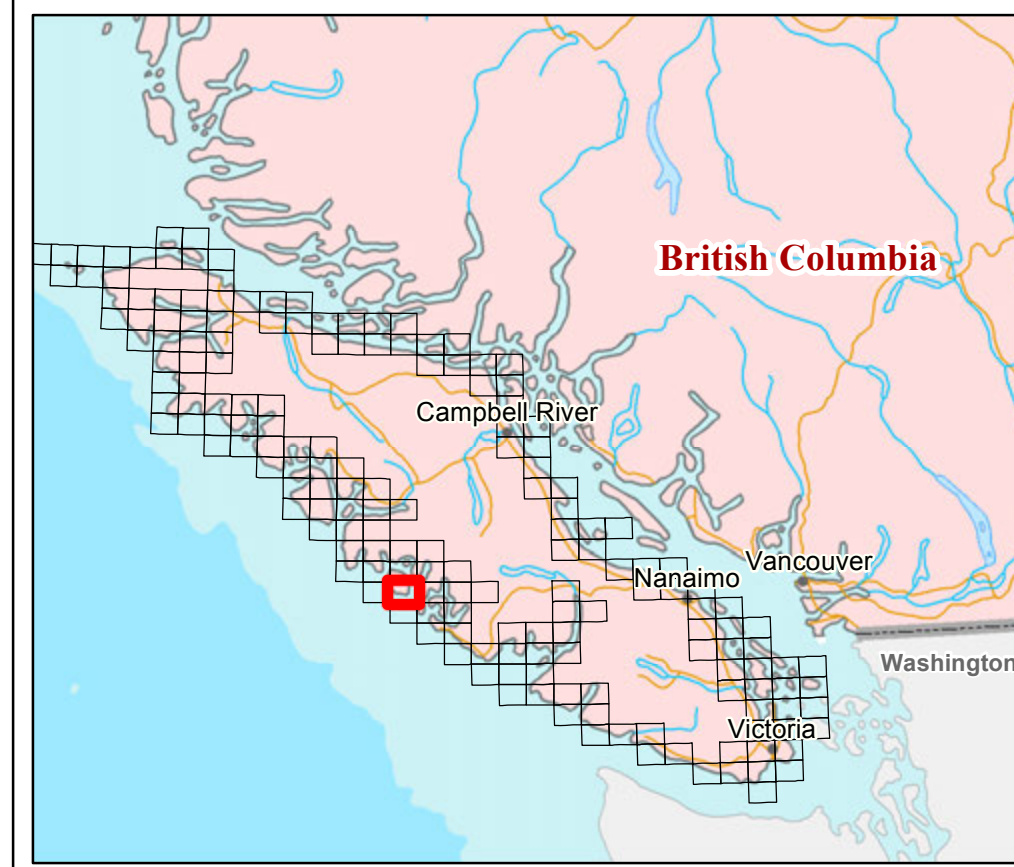 British Columbia
Campbell River
Vancouver
Nanaimo
Washington
Victoria